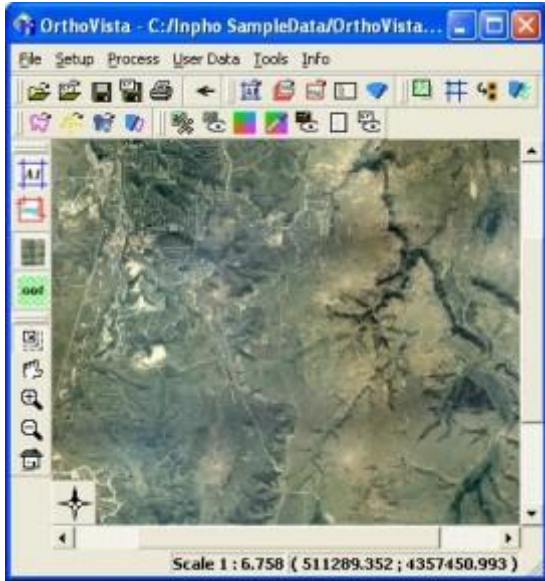 OrthoVista - C:/Inpho SampleData/OrthoVista...
File Setup Process User Data Tools Info
Scale 1 : 6.758 ( 511289.352 ; 4357450.993 )